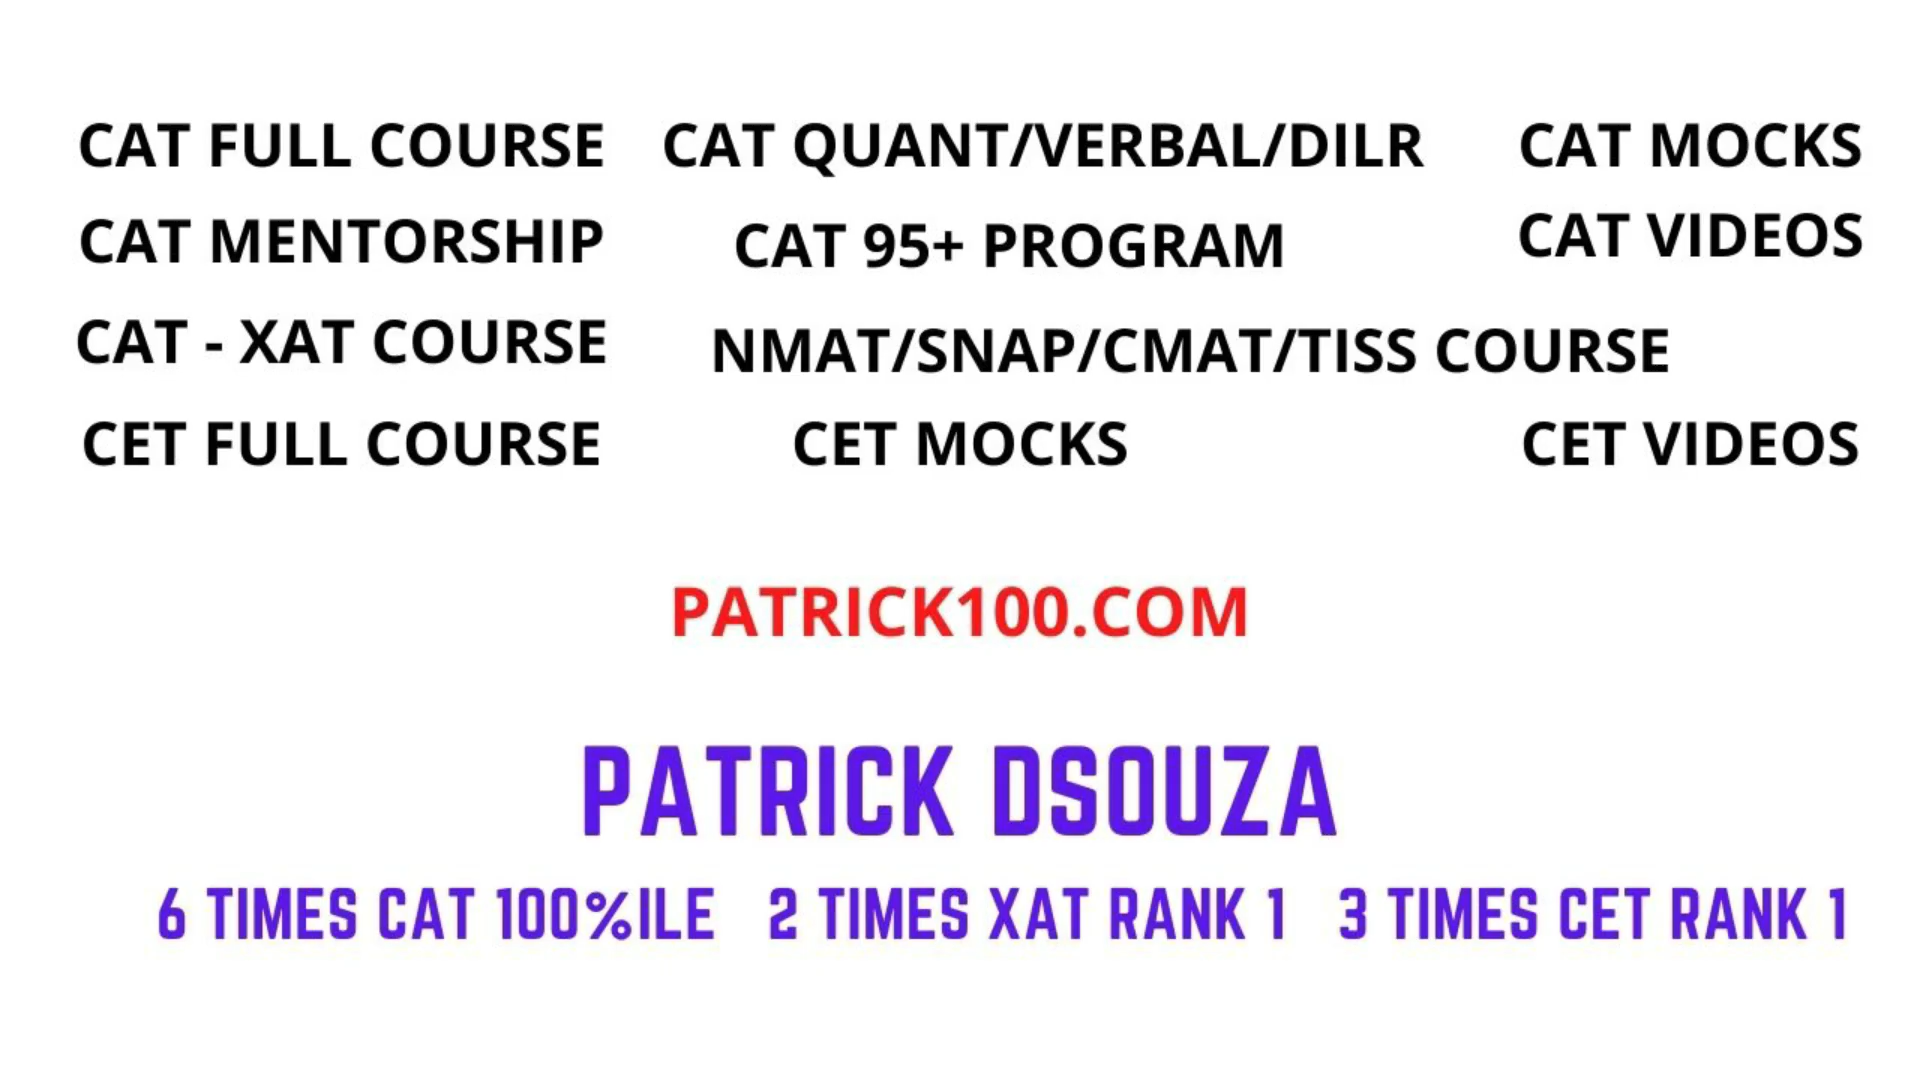 CAT FULL COURSE CAT QUANT/VERBAL/DILR CAT MOCKS
CAT MENTORSHIP CAT 95+ PROGRAM CAT VIDEOS
CAT - XAT COURSE NMAT/SNAP/CMAT/TISS COURSE
CET FULL COURSE CET MOCKS CET VIDEOS
PATRICK100.COM
PATRICK DSOUZA
6 TIMES CAT 100%ILE 2 TIMES XAT RANK 1 3 TIMES CET RANK 1